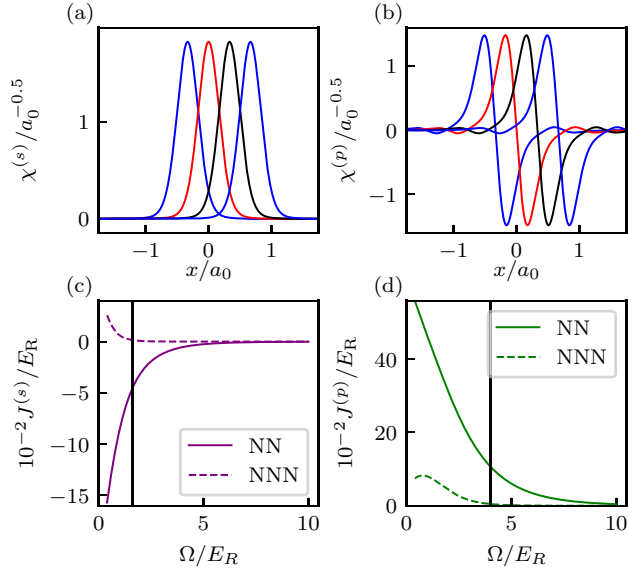 (a)
(b)
χ^(s)/a_0^−0.5
1
0
−1
0
1
x/a_0
χ^(p)/a_0^−0.5
1
0
−1
−1
0
1
x/a_0
(c)
(d)
10^−2 J^(s)/E_R
0
−5
−10
−15
NN
NNN
0
5
10
Ω/E_R
10^−2 J^(p)/E_R
40
20
0
NN
NNN
0
5
10
Ω/E_R